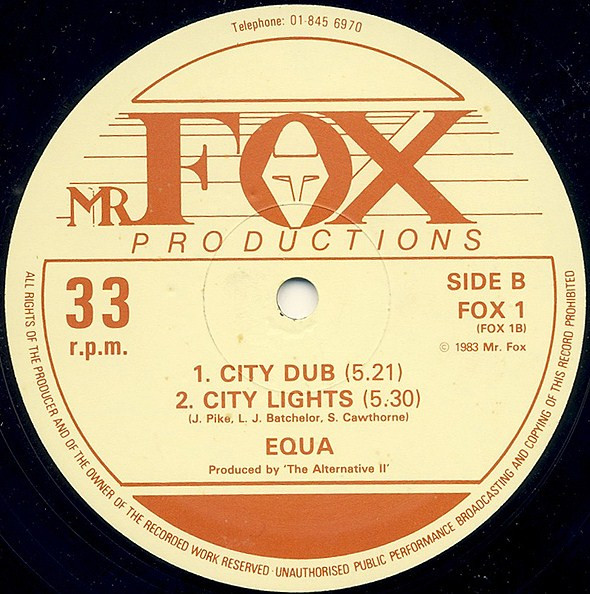 Telephone: 01-845 6970
MR FOX
PRODUCTIONS
33
r.p.m.
SIDE B
FOX 1
(FOX 1B)
© 1983 Mr. Fox
1. CITY DUB (5.21)
2. CITY LIGHTS (5.30)
(J. Pike, L. J. Batchelor, S. Cawthorne)
EQUA
Produced by 'The Alternative II'
ALL RIGHTS OF THE PRODUCER AND OF THE OWNER OF THE RECORDED WORK RESERVED · UNAUTHORISED PUBLIC PERFORMANCE BROADCASTING AND COPYING OF THIS RECORD PROHIBITED